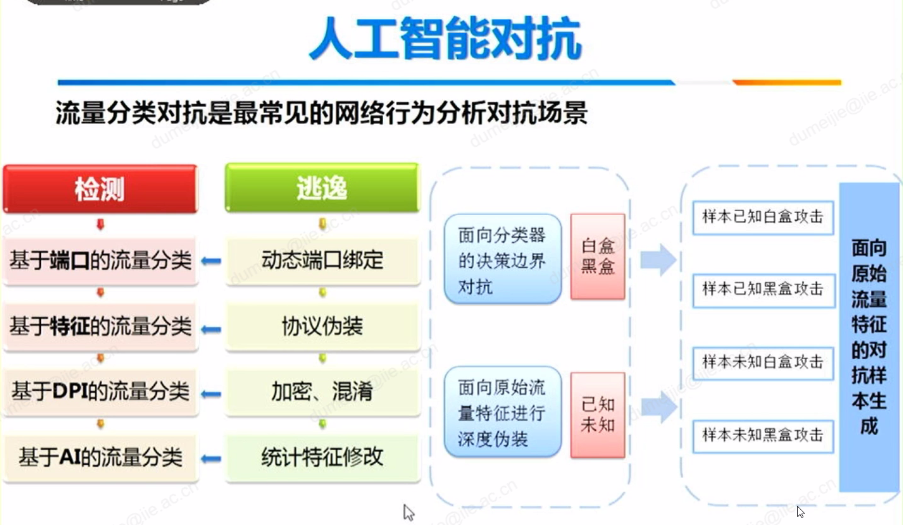 人工智能对抗
流量分类对抗是最常见的网络行为分析对抗场景
检测
基于端口的流量分类
基于特征的流量分类
基于DPI的流量分类
基于AI的流量分类
逃逸
动态端口绑定
协议伪装
加密、混淆
统计特征修改
面向分类器
的决策边界
对抗
白盒
黑盒
面向原始流
量特征进行
深度伪装
已知
未知
样本已知白盒攻击
样本已知黑盒攻击
样本未知白盒攻击
样本未知黑盒攻击
面向
原始
流量
特征
的对
抗样
本生
成
dumeijie@iie.ac.cn